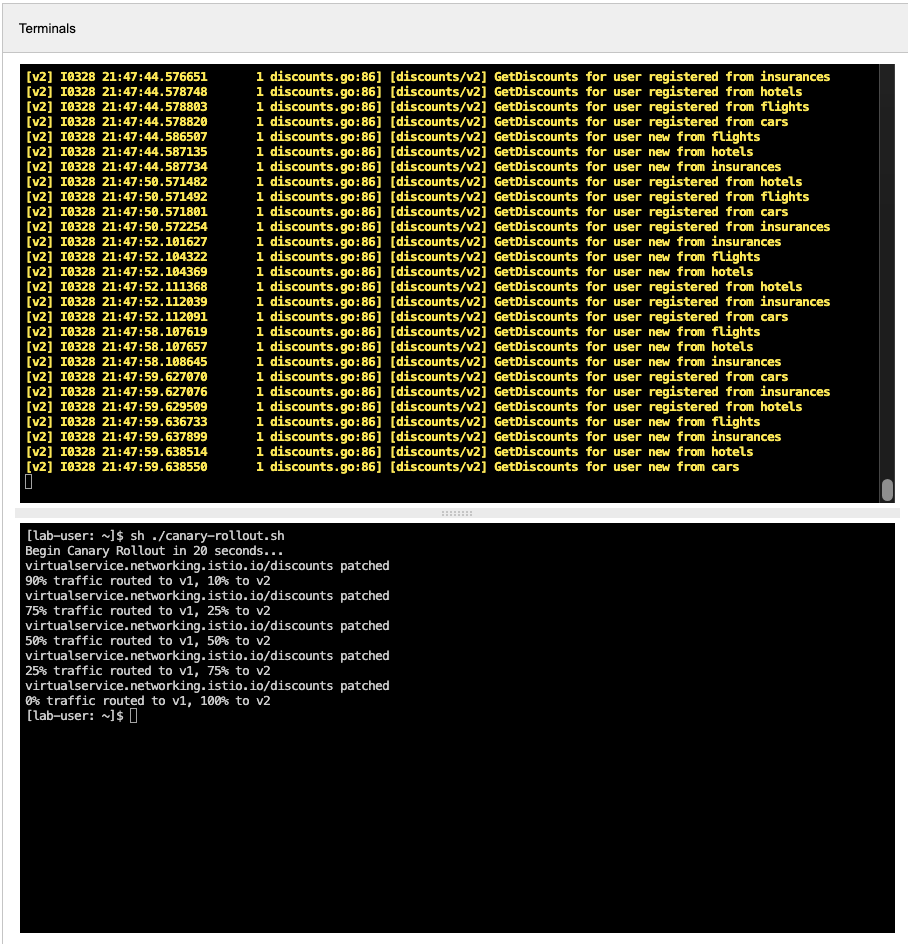 Terminals
[v2] I0328 21:47:44.576651       1 discounts.go:86] [discounts/v2] GetDiscounts for user registered from insurances
[v2] I0328 21:47:44.578748       1 discounts.go:86] [discounts/v2] GetDiscounts for user registered from hotels
[v2] I0328 21:47:44.578803       1 discounts.go:86] [discounts/v2] GetDiscounts for user registered from flights
[v2] I0328 21:47:44.578820       1 discounts.go:86] [discounts/v2] GetDiscounts for user registered from cars
[v2] I0328 21:47:44.586507       1 discounts.go:86] [discounts/v2] GetDiscounts for user new from flights
[v2] I0328 21:47:44.587135       1 discounts.go:86] [discounts/v2] GetDiscounts for user new from hotels
[v2] I0328 21:47:44.587734       1 discounts.go:86] [discounts/v2] GetDiscounts for user new from insurances
[v2] I0328 21:47:50.571482       1 discounts.go:86] [discounts/v2] GetDiscounts for user registered from hotels
[v2] I0328 21:47:50.571492       1 discounts.go:86] [discounts/v2] GetDiscounts for user registered from flights
[v2] I0328 21:47:50.571801       1 discounts.go:86] [discounts/v2] GetDiscounts for user registered from cars
[v2] I0328 21:47:50.572254       1 discounts.go:86] [discounts/v2] GetDiscounts for user registered from insurances
[v2] I0328 21:47:52.101627       1 discounts.go:86] [discounts/v2] GetDiscounts for user new from insurances
[v2] I0328 21:47:52.104322       1 discounts.go:86] [discounts/v2] GetDiscounts for user new from flights
[v2] I0328 21:47:52.104369       1 discounts.go:86] [discounts/v2] GetDiscounts for user new from hotels
[v2] I0328 21:47:52.111368       1 discounts.go:86] [discounts/v2] GetDiscounts for user registered from hotels
[v2] I0328 21:47:52.112039       1 discounts.go:86] [discounts/v2] GetDiscounts for user registered from insurances
[v2] I0328 21:47:52.112091       1 discounts.go:86] [discounts/v2] GetDiscounts for user registered from cars
[v2] I0328 21:47:58.107619       1 discounts.go:86] [discounts/v2] GetDiscounts for user new from flights
[v2] I0328 21:47:58.107657       1 discounts.go:86] [discounts/v2] GetDiscounts for user new from hotels
[v2] I0328 21:47:58.108645       1 discounts.go:86] [discounts/v2] GetDiscounts for user new from insurances
[v2] I0328 21:47:59.627070       1 discounts.go:86] [discounts/v2] GetDiscounts for user registered from cars
[v2] I0328 21:47:59.627076       1 discounts.go:86] [discounts/v2] GetDiscounts for user registered from insurances
[v2] I0328 21:47:59.629509       1 discounts.go:86] [discounts/v2] GetDiscounts for user registered from hotels
[v2] I0328 21:47:59.636733       1 discounts.go:86] [discounts/v2] GetDiscounts for user new from flights
[v2] I0328 21:47:59.637899       1 discounts.go:86] [discounts/v2] GetDiscounts for user new from insurances
[v2] I0328 21:47:59.638514       1 discounts.go:86] [discounts/v2] GetDiscounts for user new from hotels
[v2] I0328 21:47:59.638550       1 discounts.go:86] [discounts/v2] GetDiscounts for user new from cars
[lab-user: ~]$ sh ./canary-rollout.sh
Begin Canary Rollout in 20 seconds...
virtualservice.networking.istio.io/discounts patched
90% traffic routed to v1, 10% to v2
virtualservice.networking.istio.io/discounts patched
75% traffic routed to v1, 25% to v2
virtualservice.networking.istio.io/discounts patched
50% traffic routed to v1, 50% to v2
virtualservice.networking.istio.io/discounts patched
25% traffic routed to v1, 75% to v2
virtualservice.networking.istio.io/discounts patched
0% traffic routed to v1, 100% to v2
[lab-user: ~]$